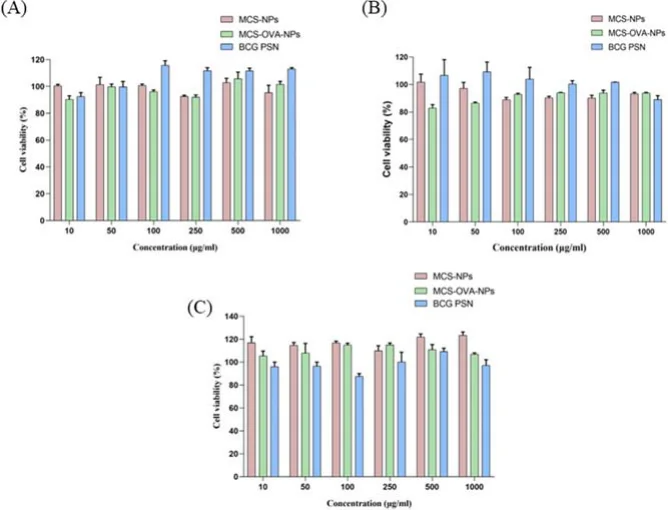 (A)
MCS-NPs
MCS-OVA-NPs
BCG PSN
120
100
80
60
40
20
0
Cell viability (%)
10 50 100 250 500 1000
Concentration (µg/ml)
(B)
MCS-NPs
MCS-OVA-NPs
BCG PSN
120
100
80
60
40
20
0
Cell viability (%)
10 50 100 250 500 1000
Concentration (µg/ml)
(C)
MCS-NPs
MCS-OVA-NPs
BCG PSN
140
120
100
80
60
40
20
0
Cell viability (%)
10 50 100 250 500 1000
Concentration (µg/ml)